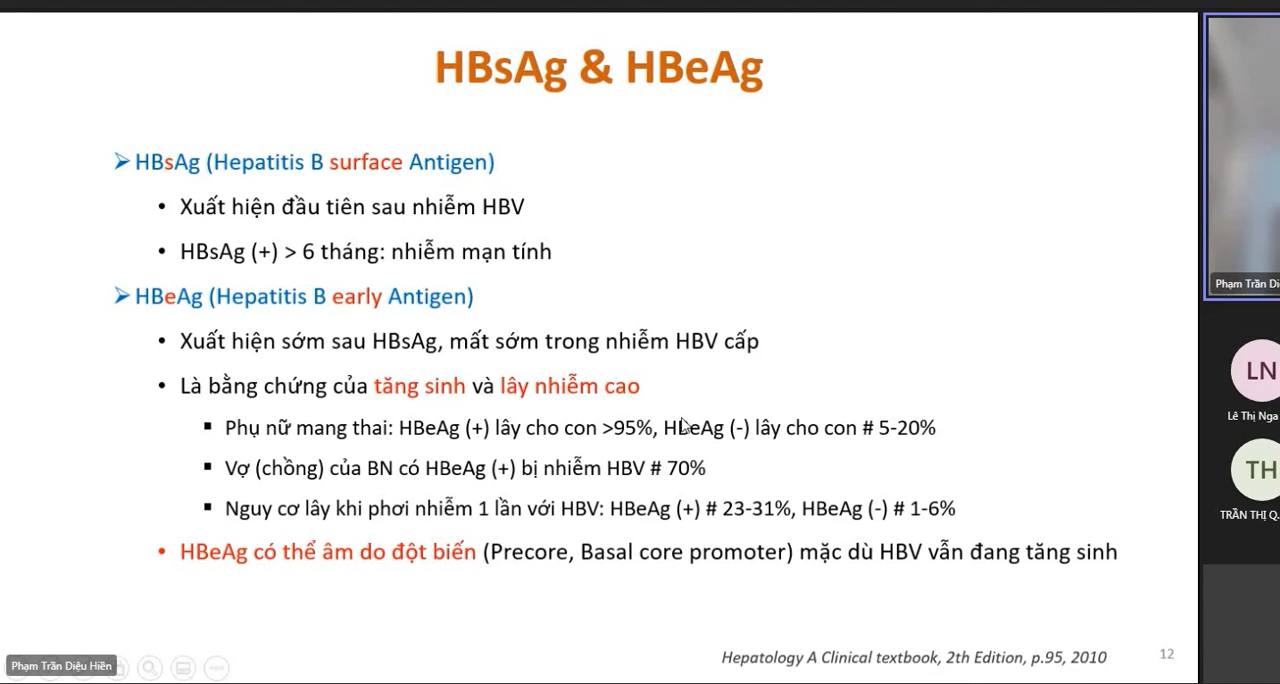 HBsAg & HBeAg
➢ HBsAg (Hepatitis B surface Antigen)
• Xuất hiện đầu tiên sau nhiễm HBV
• HBsAg (+) > 6 tháng: nhiễm mạn tính
➢ HBeAg (Hepatitis B early Antigen)
• Xuất hiện sớm sau HBsAg, mất sớm trong nhiễm HBV cấp
• Là bằng chứng của tăng sinh và lây nhiễm cao
▪ Phụ nữ mang thai: HBeAg (+) lây cho con >95%, HBeAg (-) lây cho con # 5-20%
▪ Vợ (chồng) của BN có HBeAg (+) bị nhiễm HBV # 70%
▪ Nguy cơ lây khi phơi nhiễm 1 lần với HBV: HBeAg (+) # 23-31%, HBeAg (-) # 1-6%
• HBeAg có thể âm do đột biến (Precore, Basal core promoter) mặc dù HBV vẫn đang tăng sinh
Hepatology A Clinical textbook, 2th Edition, p.95, 2010
12
Phạm Trần Diệu Hiền
Phạm Trần Di
LN
Lê Thị Nga
TH
TRẦN THỊ Q.